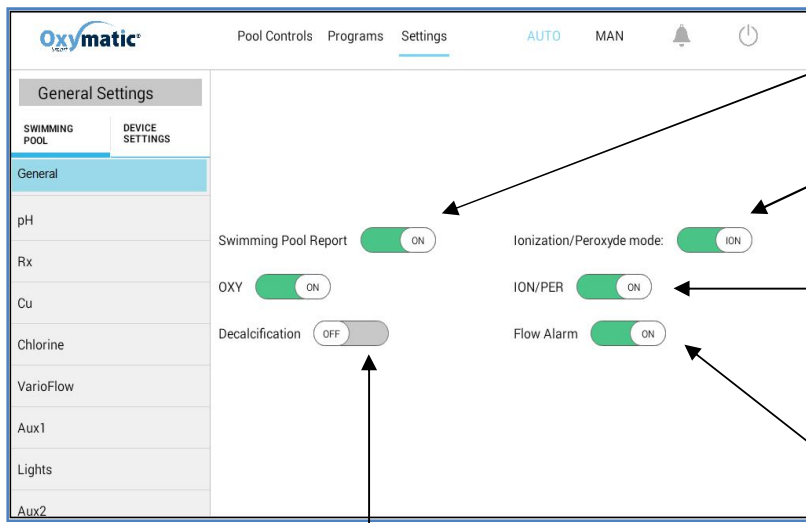 Oxymatic®
Pool Controls Programs Settings AUTO MAN
General Settings
SWIMMING POOL
DEVICE SETTINGS
General
pH
Rx
Cu
Chlorine
VarioFlow
Aux1
Lights
Aux2
Swimming Pool Report ON
Ionization/Peroxyde mode: ION
OXY ON
ION/PER ON
Decalcification OFF
Flow Alarm ON